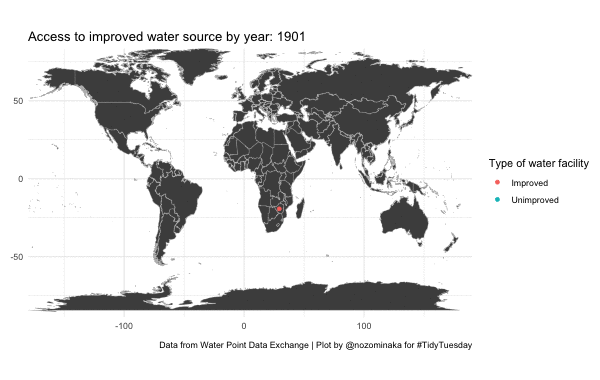 Access to improved water source by year: 1901
50
0
-50
-100
0
100
Type of water facility
Improved
Unimproved
Data from Water Point Data Exchange | Plot by @nozominaka for #TidyTuesday